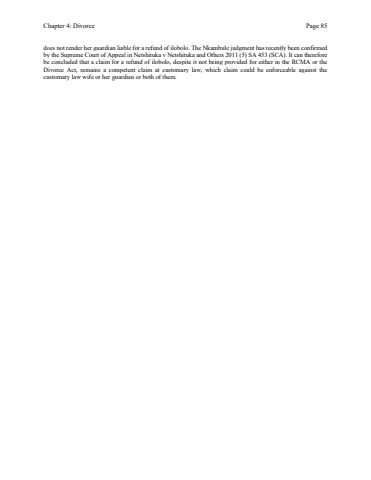 Chapter 4: Divorce Page 85
does not render her guardian liable for a refund of ilobolo. The Nkambule judgment has recently been confirmed
by the Supreme Court of Appeal in Netshituka v Netshituka and Others 2011 (5) SA 453 (SCA). It can therefore
be concluded that a claim for a refund of ilobolo, despite it not being provided for either in the RCMA or the
Divorce Act, remains a competent claim at customary law, which claim could be enforceable against the
customary law wife or her guardian or both of them.